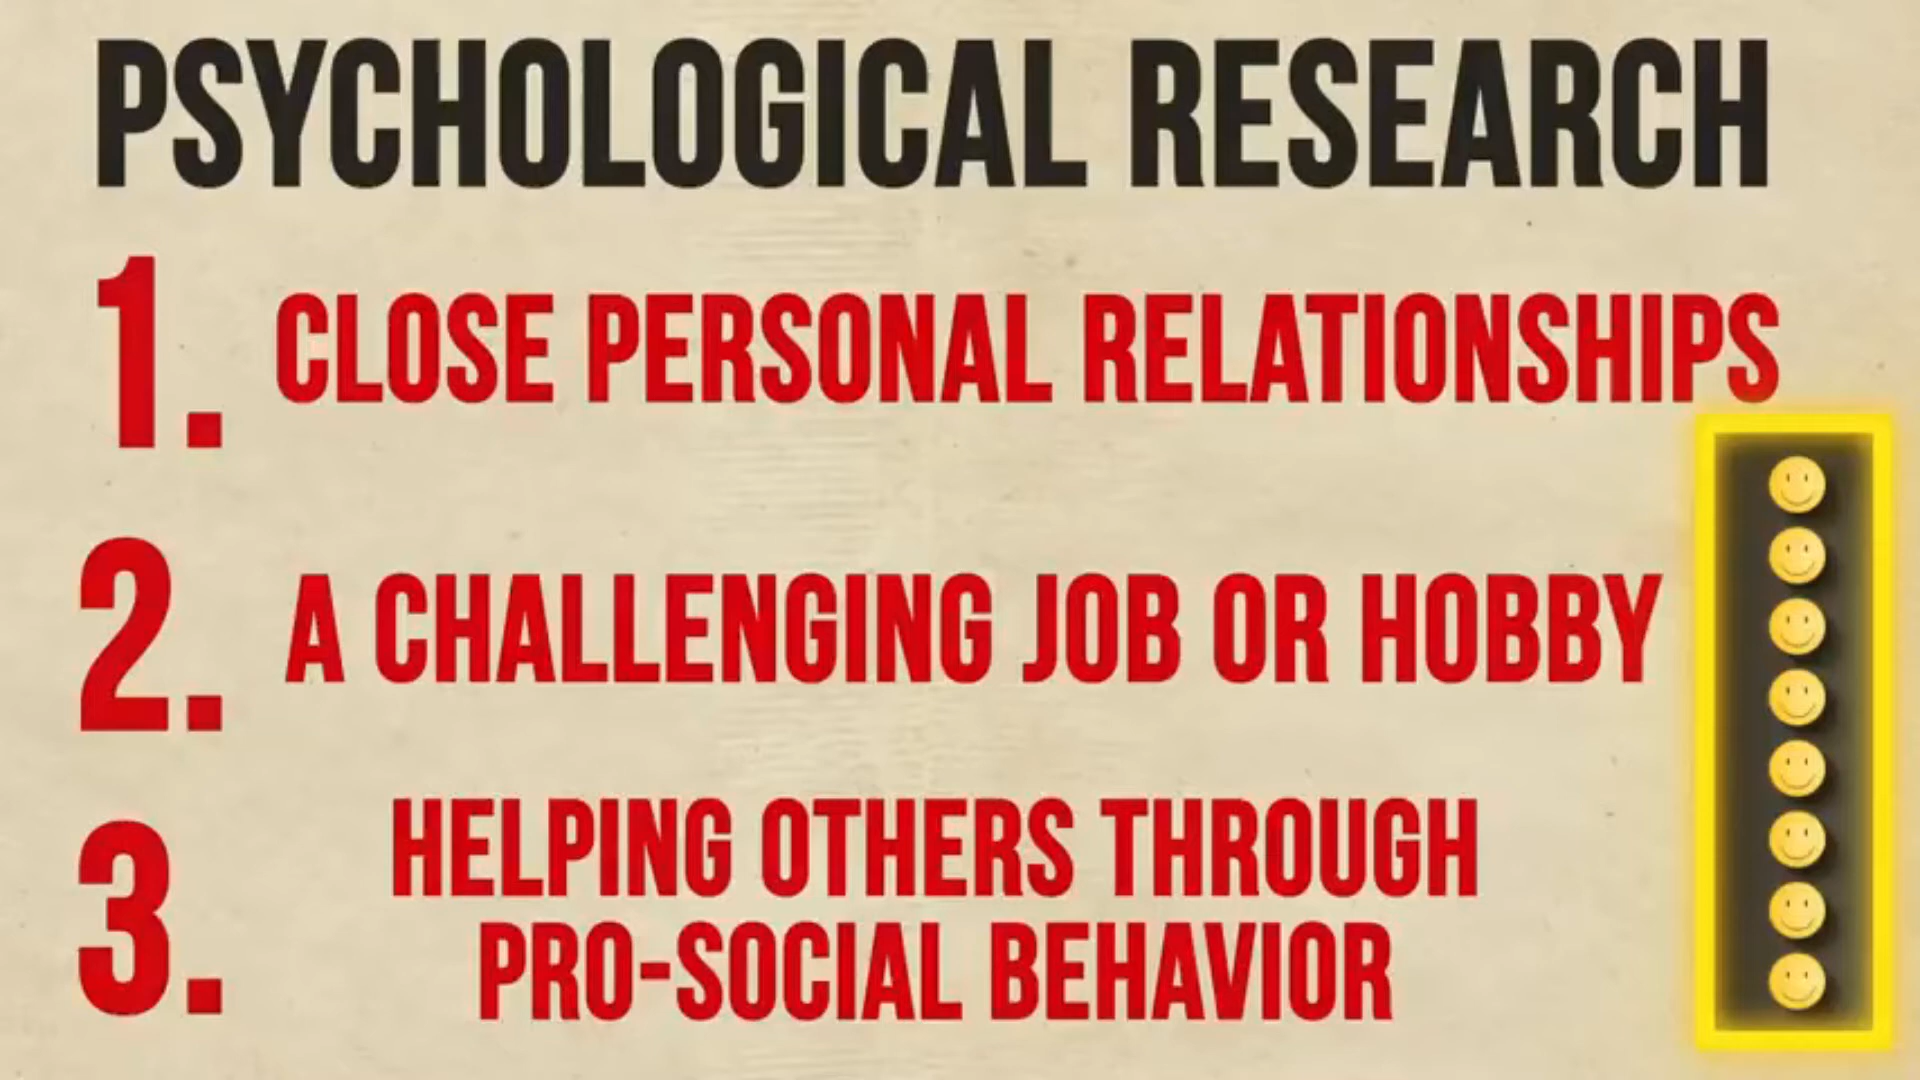 PSYCHOLOGICAL RESEARCH
1. CLOSE PERSONAL RELATIONSHIPS
2. A CHALLENGING JOB OR HOBBY
3. HELPING OTHERS THROUGH
PRO-SOCIAL BEHAVIOR